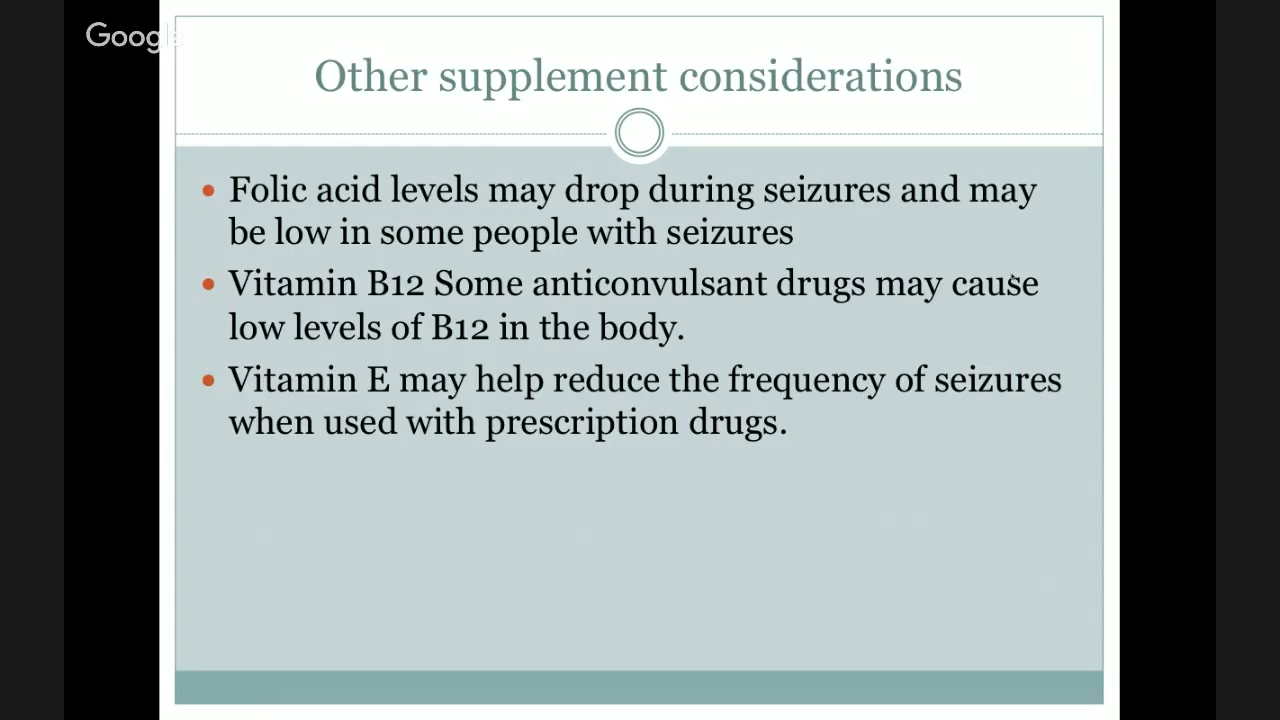 Google
Other supplement considerations
• Folic acid levels may drop during seizures and may
be low in some people with seizures
• Vitamin B12 Some anticonvulsant drugs may cause
low levels of B12 in the body.
• Vitamin E may help reduce the frequency of seizures
when used with prescription drugs.